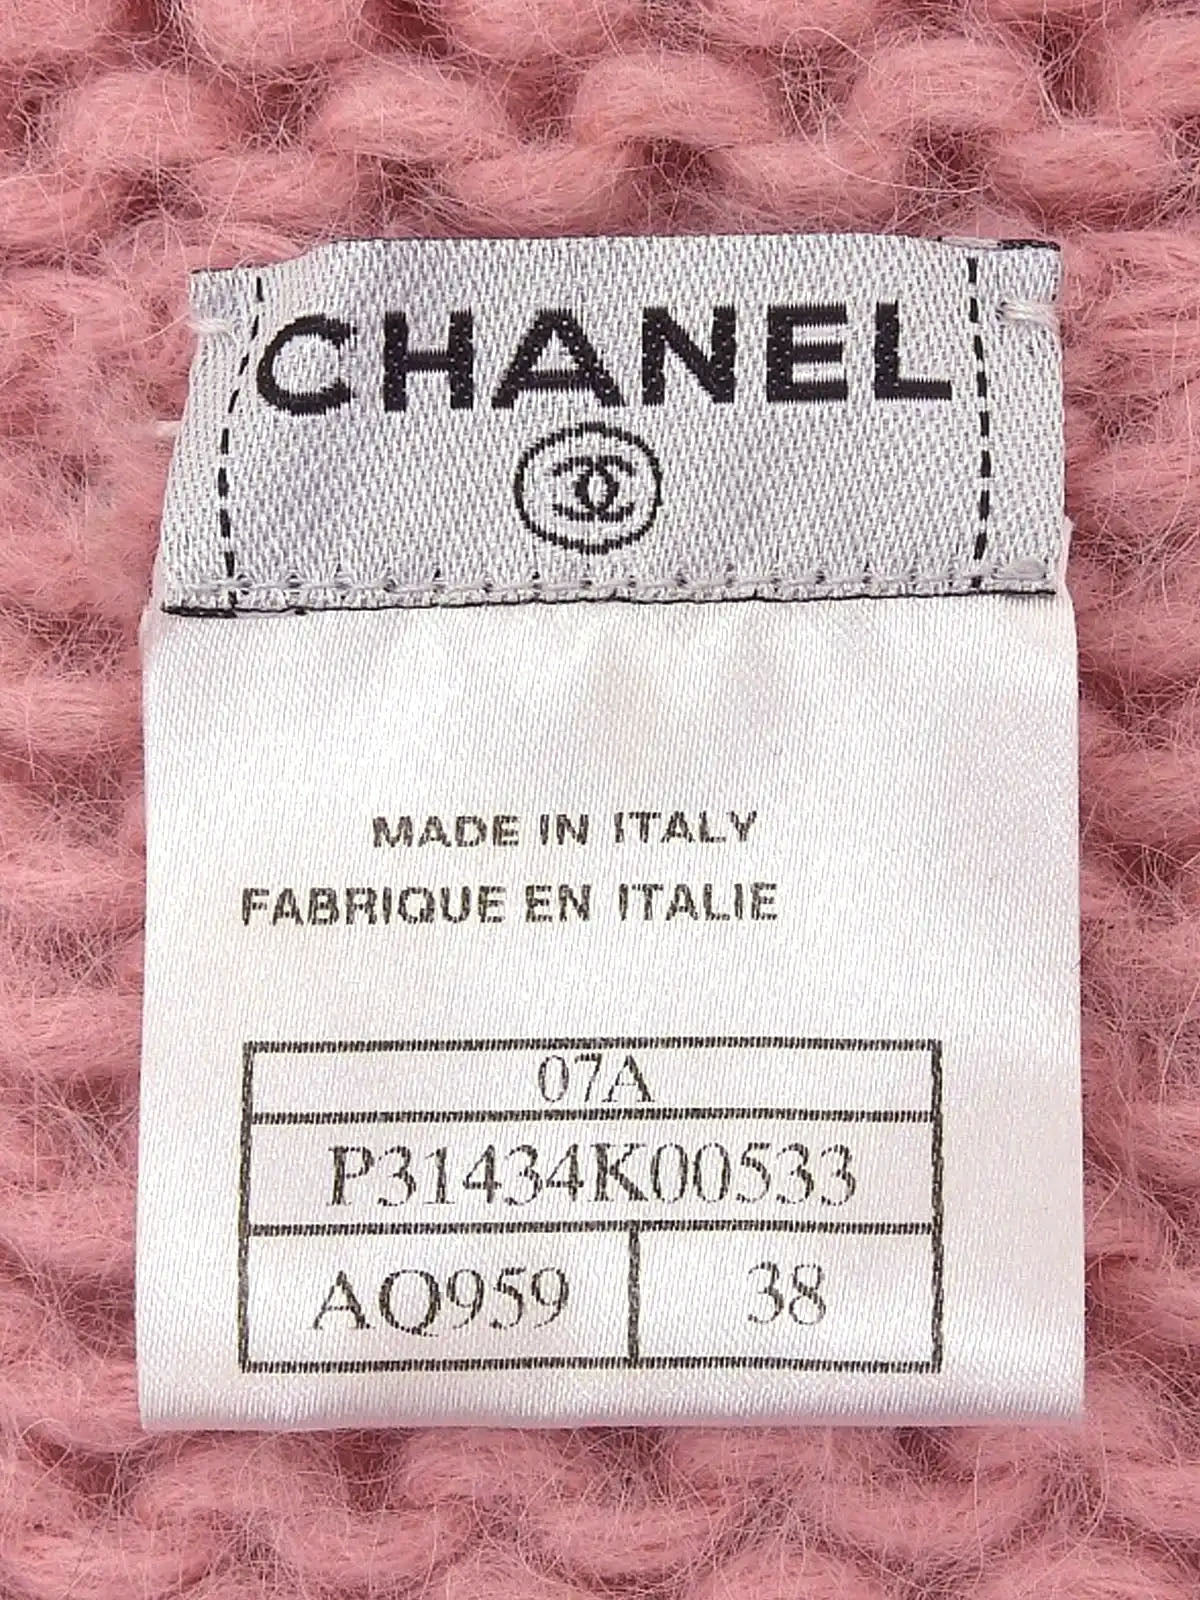 CHANEL
MADE IN ITALY
FABRIQUE EN ITALIE
07A
P31434K00533
AQ959 38